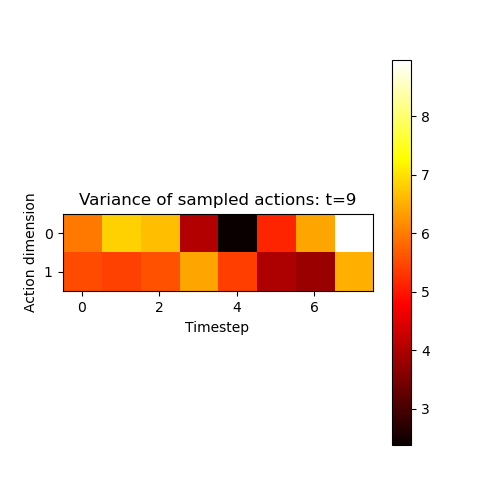 Variance of sampled actions: t=9
Action dimension
0
1
0 2 4 6
Timestep
8
7
6
5
4
3